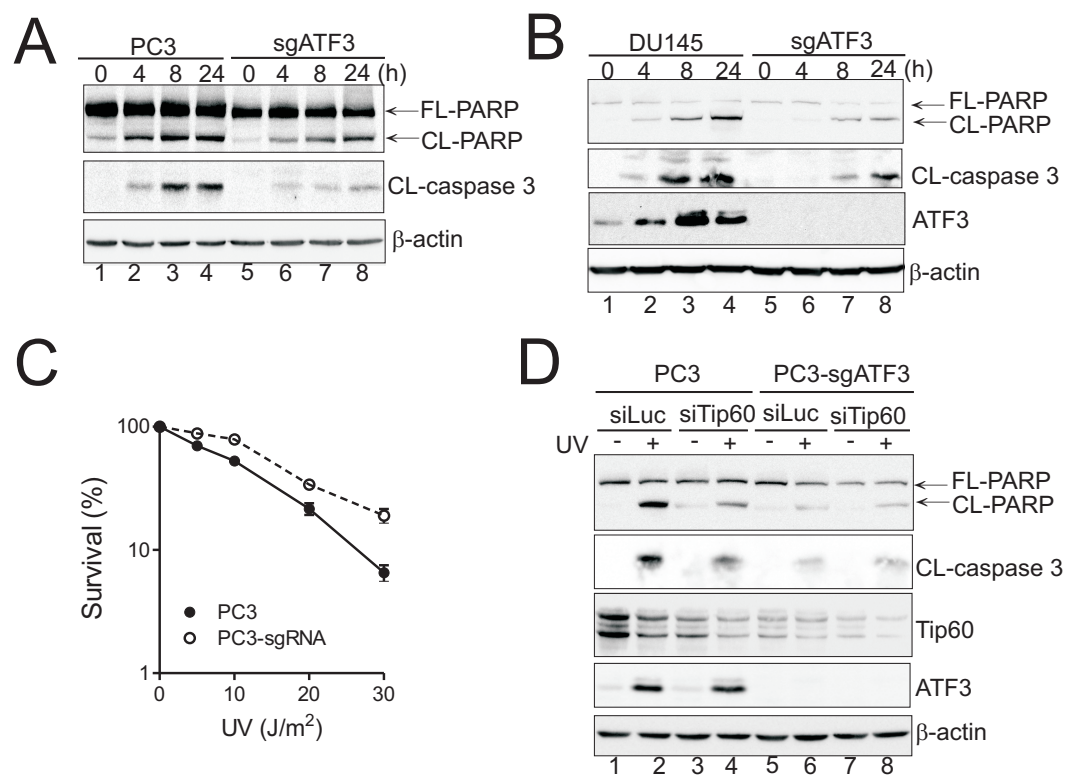 A
PC3 sgATF3
0 4 8 24 0 4 8 24 (h)
FL-PARP
CL-PARP
CL-caspase 3
β-actin
1 2 3 4 5 6 7 8
B
DU145 sgATF3
0 4 8 24 0 4 8 24 (h)
FL-PARP
CL-PARP
CL-caspase 3
ATF3
β-actin
1 2 3 4 5 6 7 8
C
Survival (%)
100
10
1
PC3
PC3-sgRNA
0 10 20 30
UV (J/m²)
D
PC3 PC3-sgATF3
siLuc siTip60 siLuc siTip60
UV - + - + - + - +
FL-PARP
CL-PARP
CL-caspase 3
Tip60
ATF3
β-actin
1 2 3 4 5 6 7 8